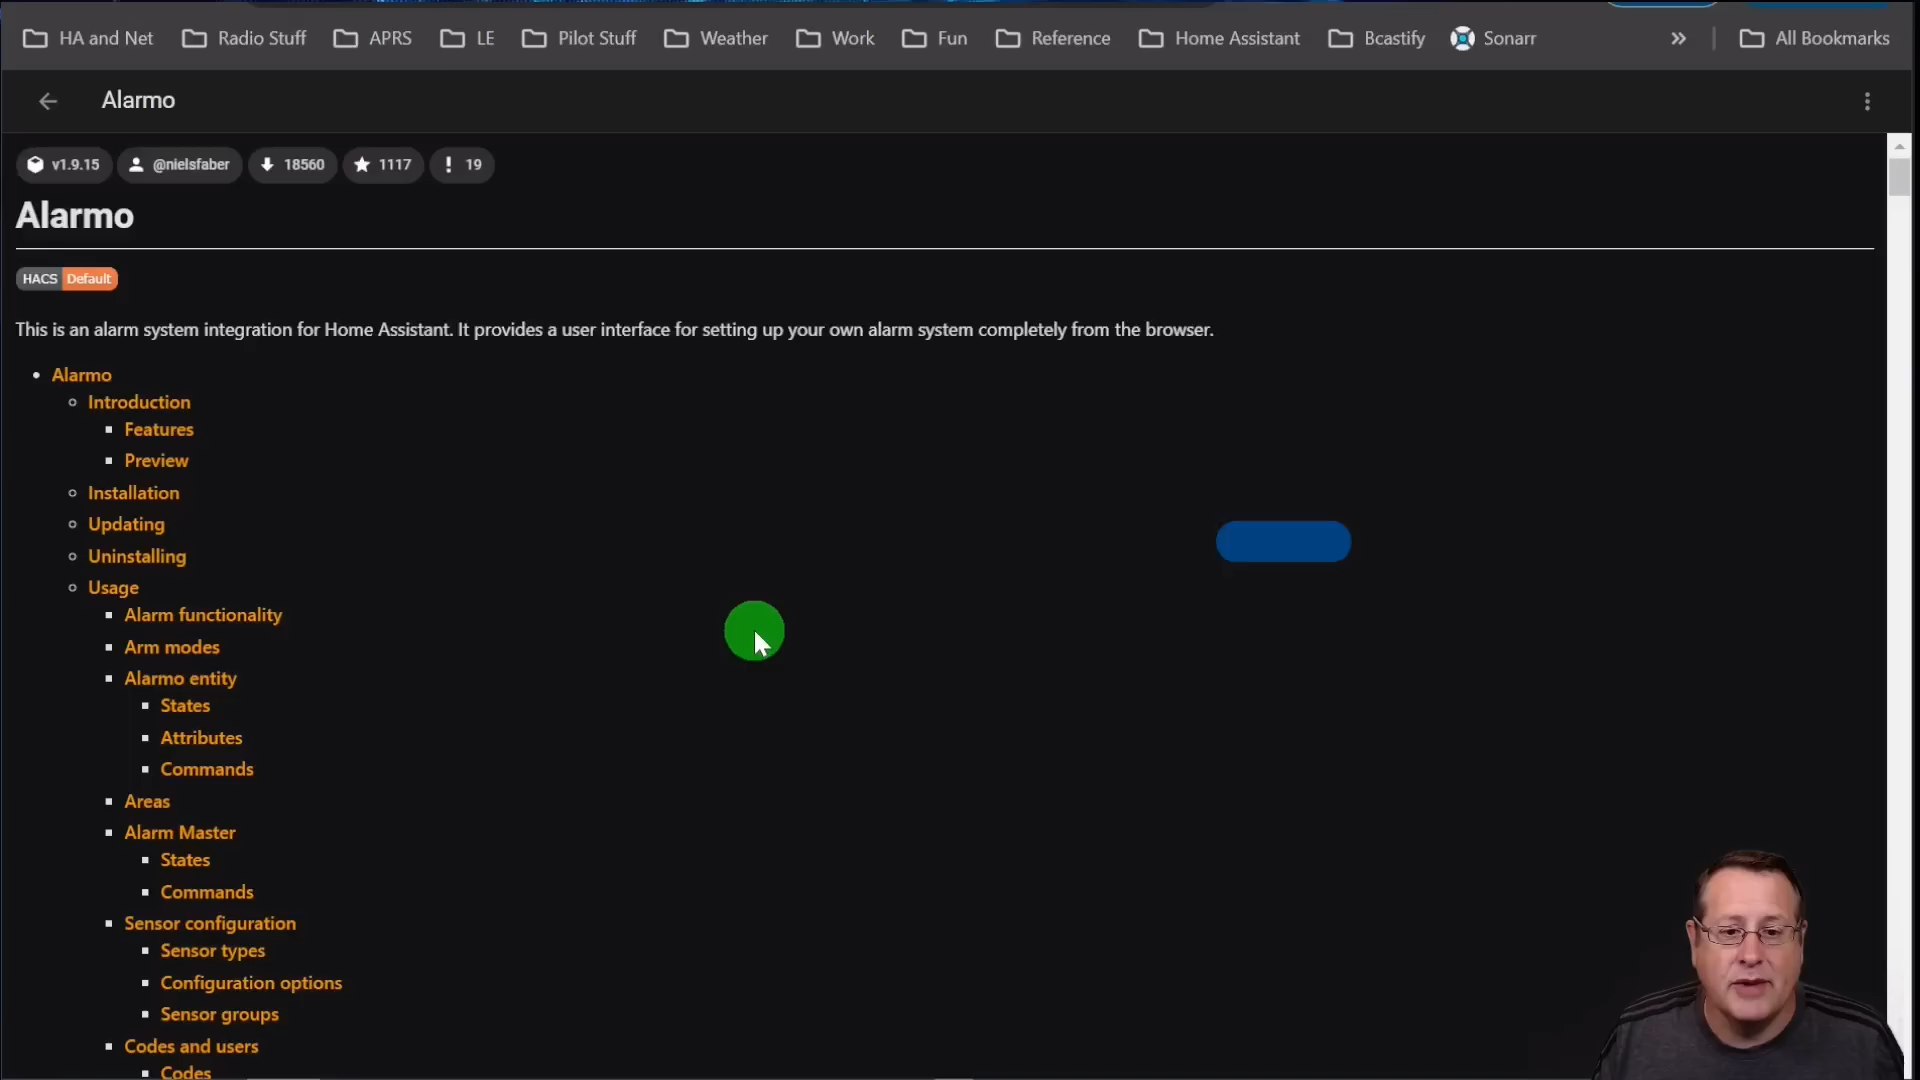 HA and Net Radio Stuff APRS LE Pilot Stuff Weather Work Fun Reference Home Assistant Bcastify Sonarr » All Bookmarks
Alarmo
v1.9.15 @nielsfaber 18560 1117 19
Alarmo
HACS Default
This is an alarm system integration for Home Assistant. It provides a user interface for setting up your own alarm system completely from the browser.
Alarmo
Introduction
Features
Preview
Installation
Updating
Uninstalling
Usage
Alarm functionality
Arm modes
Alarmo entity
States
Attributes
Commands
Areas
Alarm Master
States
Commands
Sensor configuration
Sensor types
Configuration options
Sensor groups
Codes and users
Codes